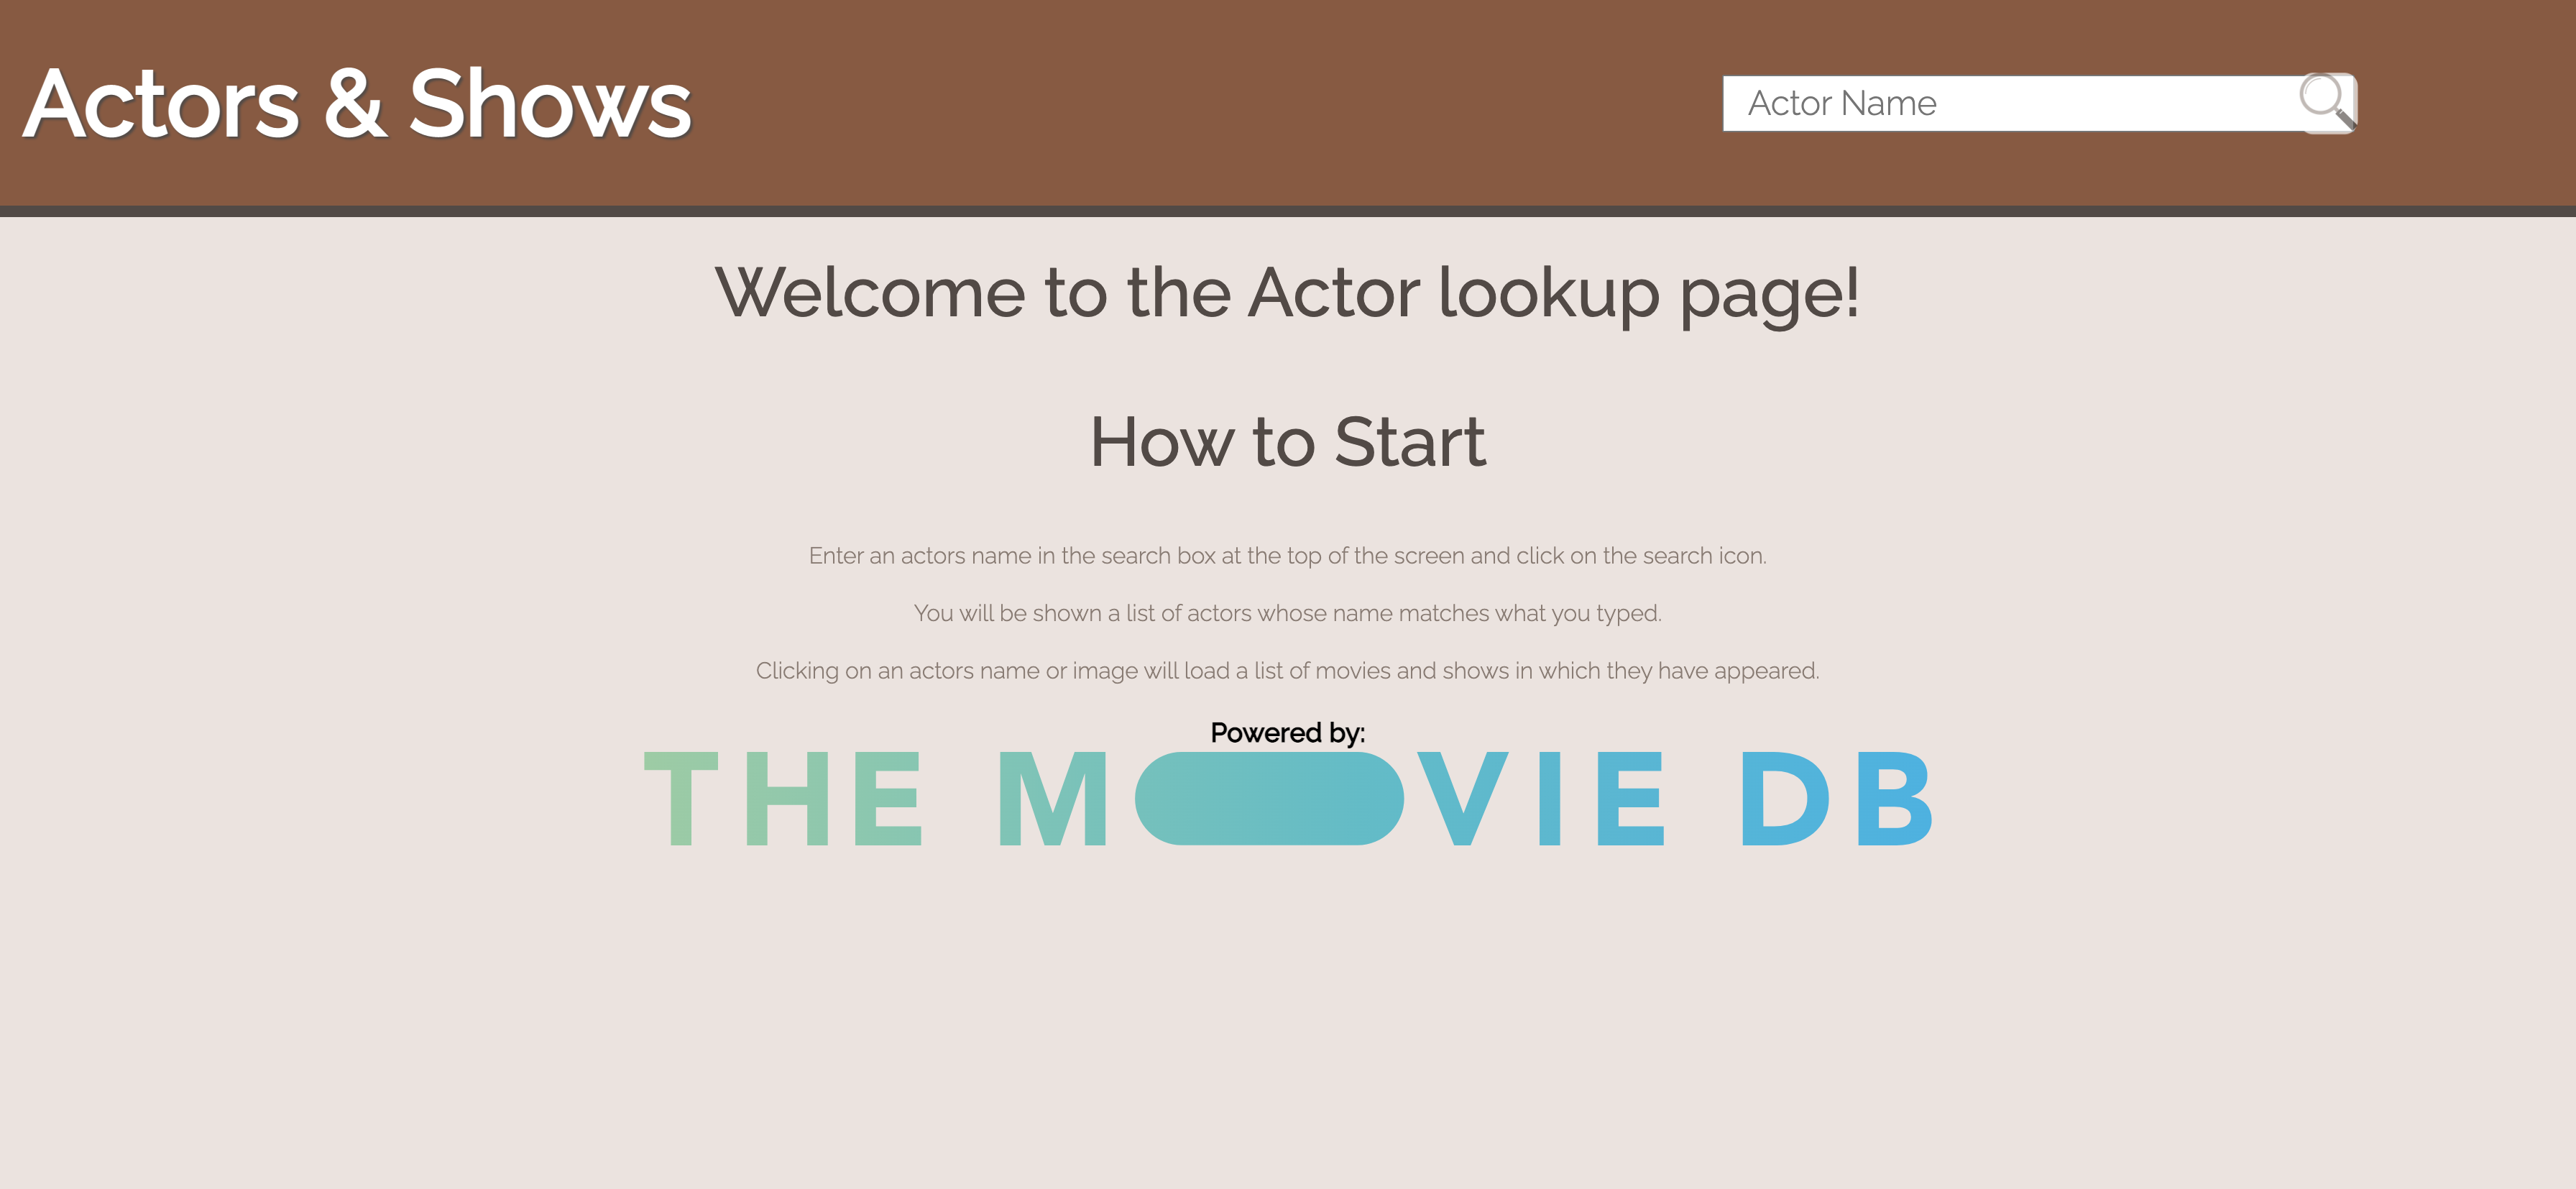 Actors & Shows
Actor Name
Welcome to the Actor lookup page!
How to Start
Enter an actors name in the search box at the top of the screen and click on the search icon.
You will be shown a list of actors whose name matches what you typed.
Clicking on an actors name or image will load a list of movies and shows in which they have appeared.
Powered by:
THE MOVIE DB